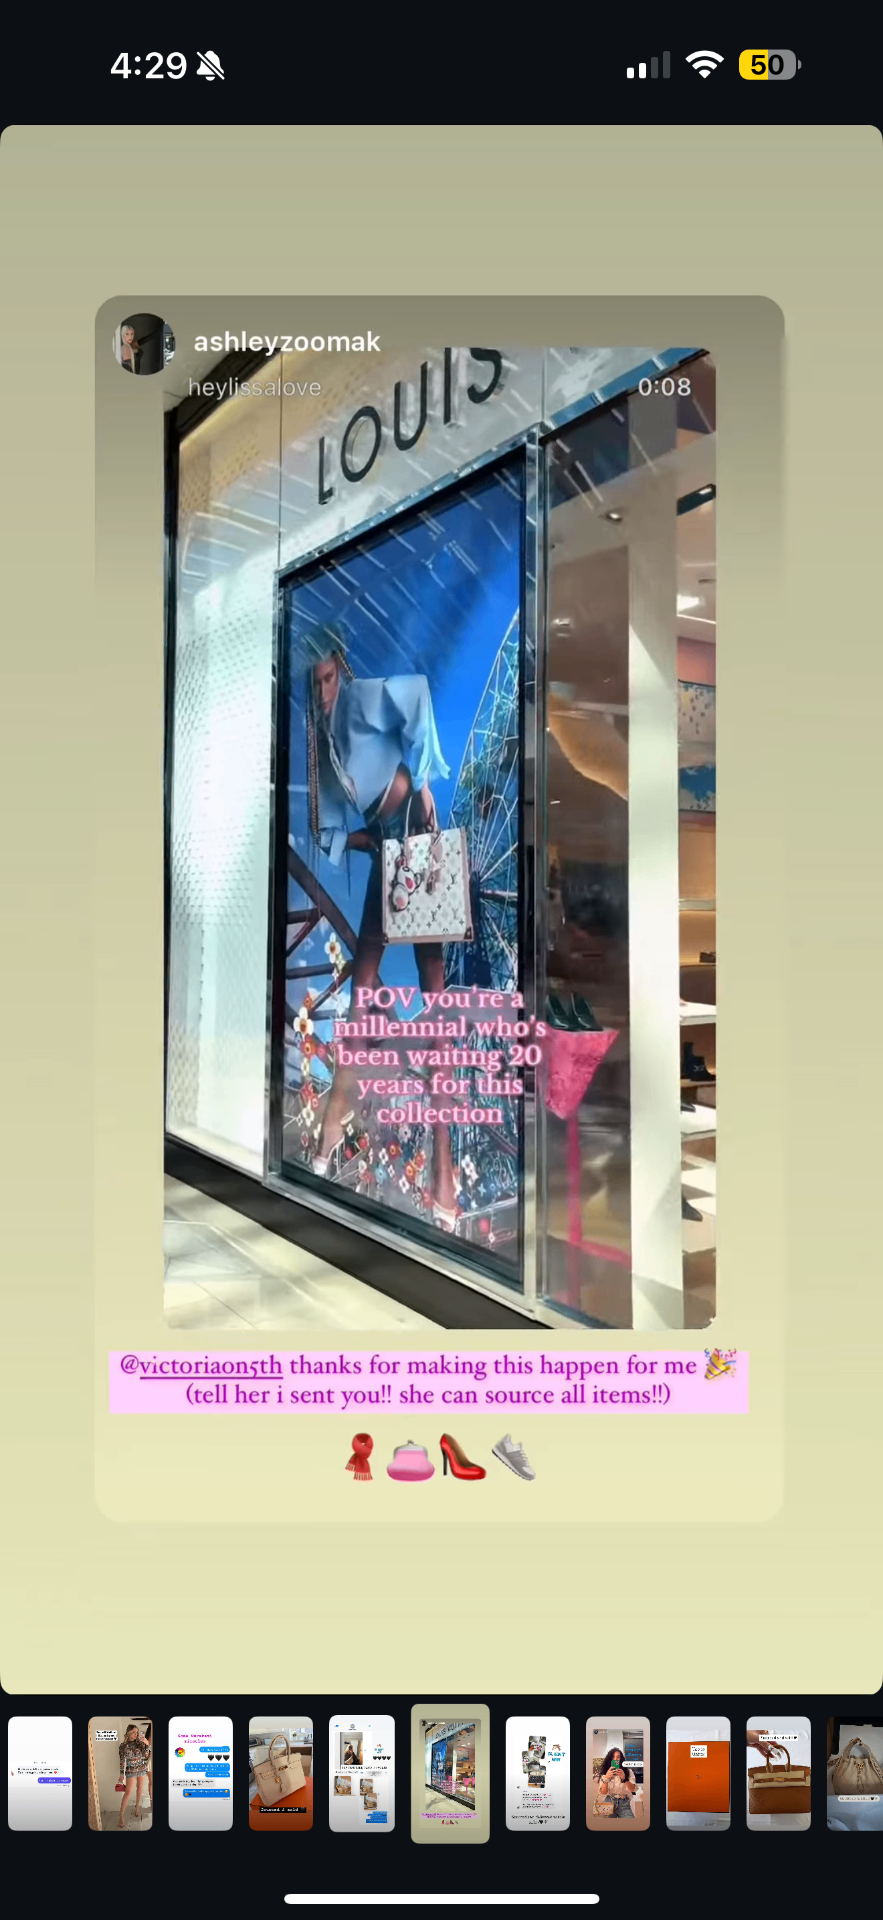 4:29
50
ashleyzoomak
heylissalove
0:08
LOUIS
POV you're a
millennial who's
been waiting 20
years for this
collection
@victoriaon5th thanks for making this happen for me 🎉
(tell her i sent you!! she can source all items!!)
🧣👛👠👟